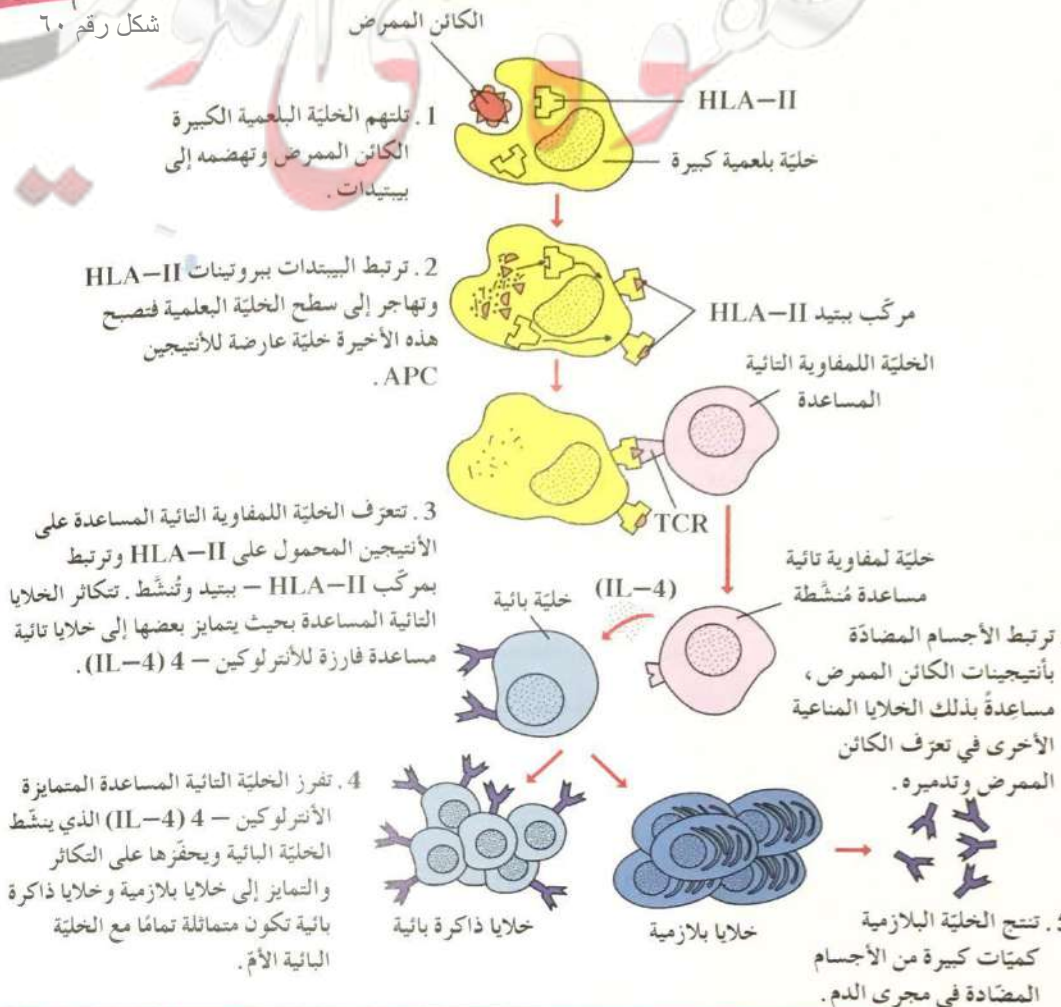 شكل رقم ٦٠
الكائن الممرض
HLA–II
خليّة بلعمية كبيرة
1. تلتهم الخليّة البلعمية الكبيرة
الكائن الممرض وتهضمه إلى
بيبتيدات.
2. ترتبط البيبتدات ببروتينات HLA–II
وتهاجر إلى سطح الخليّة البعلمية فتصبح
هذه الأخيرة خليّة عارضة للأنتيجين
APC.
مركّب ببتيد HLA–II
الخليّة اللمفاوية التائية
المساعدة
TCR
3. تتعرّف الخليّة اللمفاوية التائية المساعدة على
الأنتيجين المحمول على HLA–II وترتبط
بمركّب HLA–II – ببتيد وتُنشَّط. تتكاثر الخلايا
التائية المساعدة بحيث يتمايز بعضها إلى خلايا تائية
مساعدة فارزة للأنترلوكين – 4 (IL–4).
خليّة لمفاوية تائية
مساعدة مُنشَّطة
(IL–4)
خليّة بائية
ترتبط الأجسام المضادّة
بأنتيجينات الكائن الممرض،
مساعِدةً بذلك الخلايا المناعية
الأخرى في تعرّف الكائن
الممرض وتدميره.
4. تفرز الخليّة التائية المساعدة المتمايزة
الأنترلوكين – 4 (IL–4) الذي ينشّط
الخليّة البائية ويحفّزها على التكاثر
والتمايز إلى خلايا بلازمية وخلايا ذاكرة
بائية تكون متماثلة تمامًا مع الخليّة
البائية الأمّ.
خلايا ذاكرة بائية
خلايا بلازمية
5. تنتج الخليّة البلازمية
كميّات كبيرة من الأجسام
المضّادة في مجرى الدم.